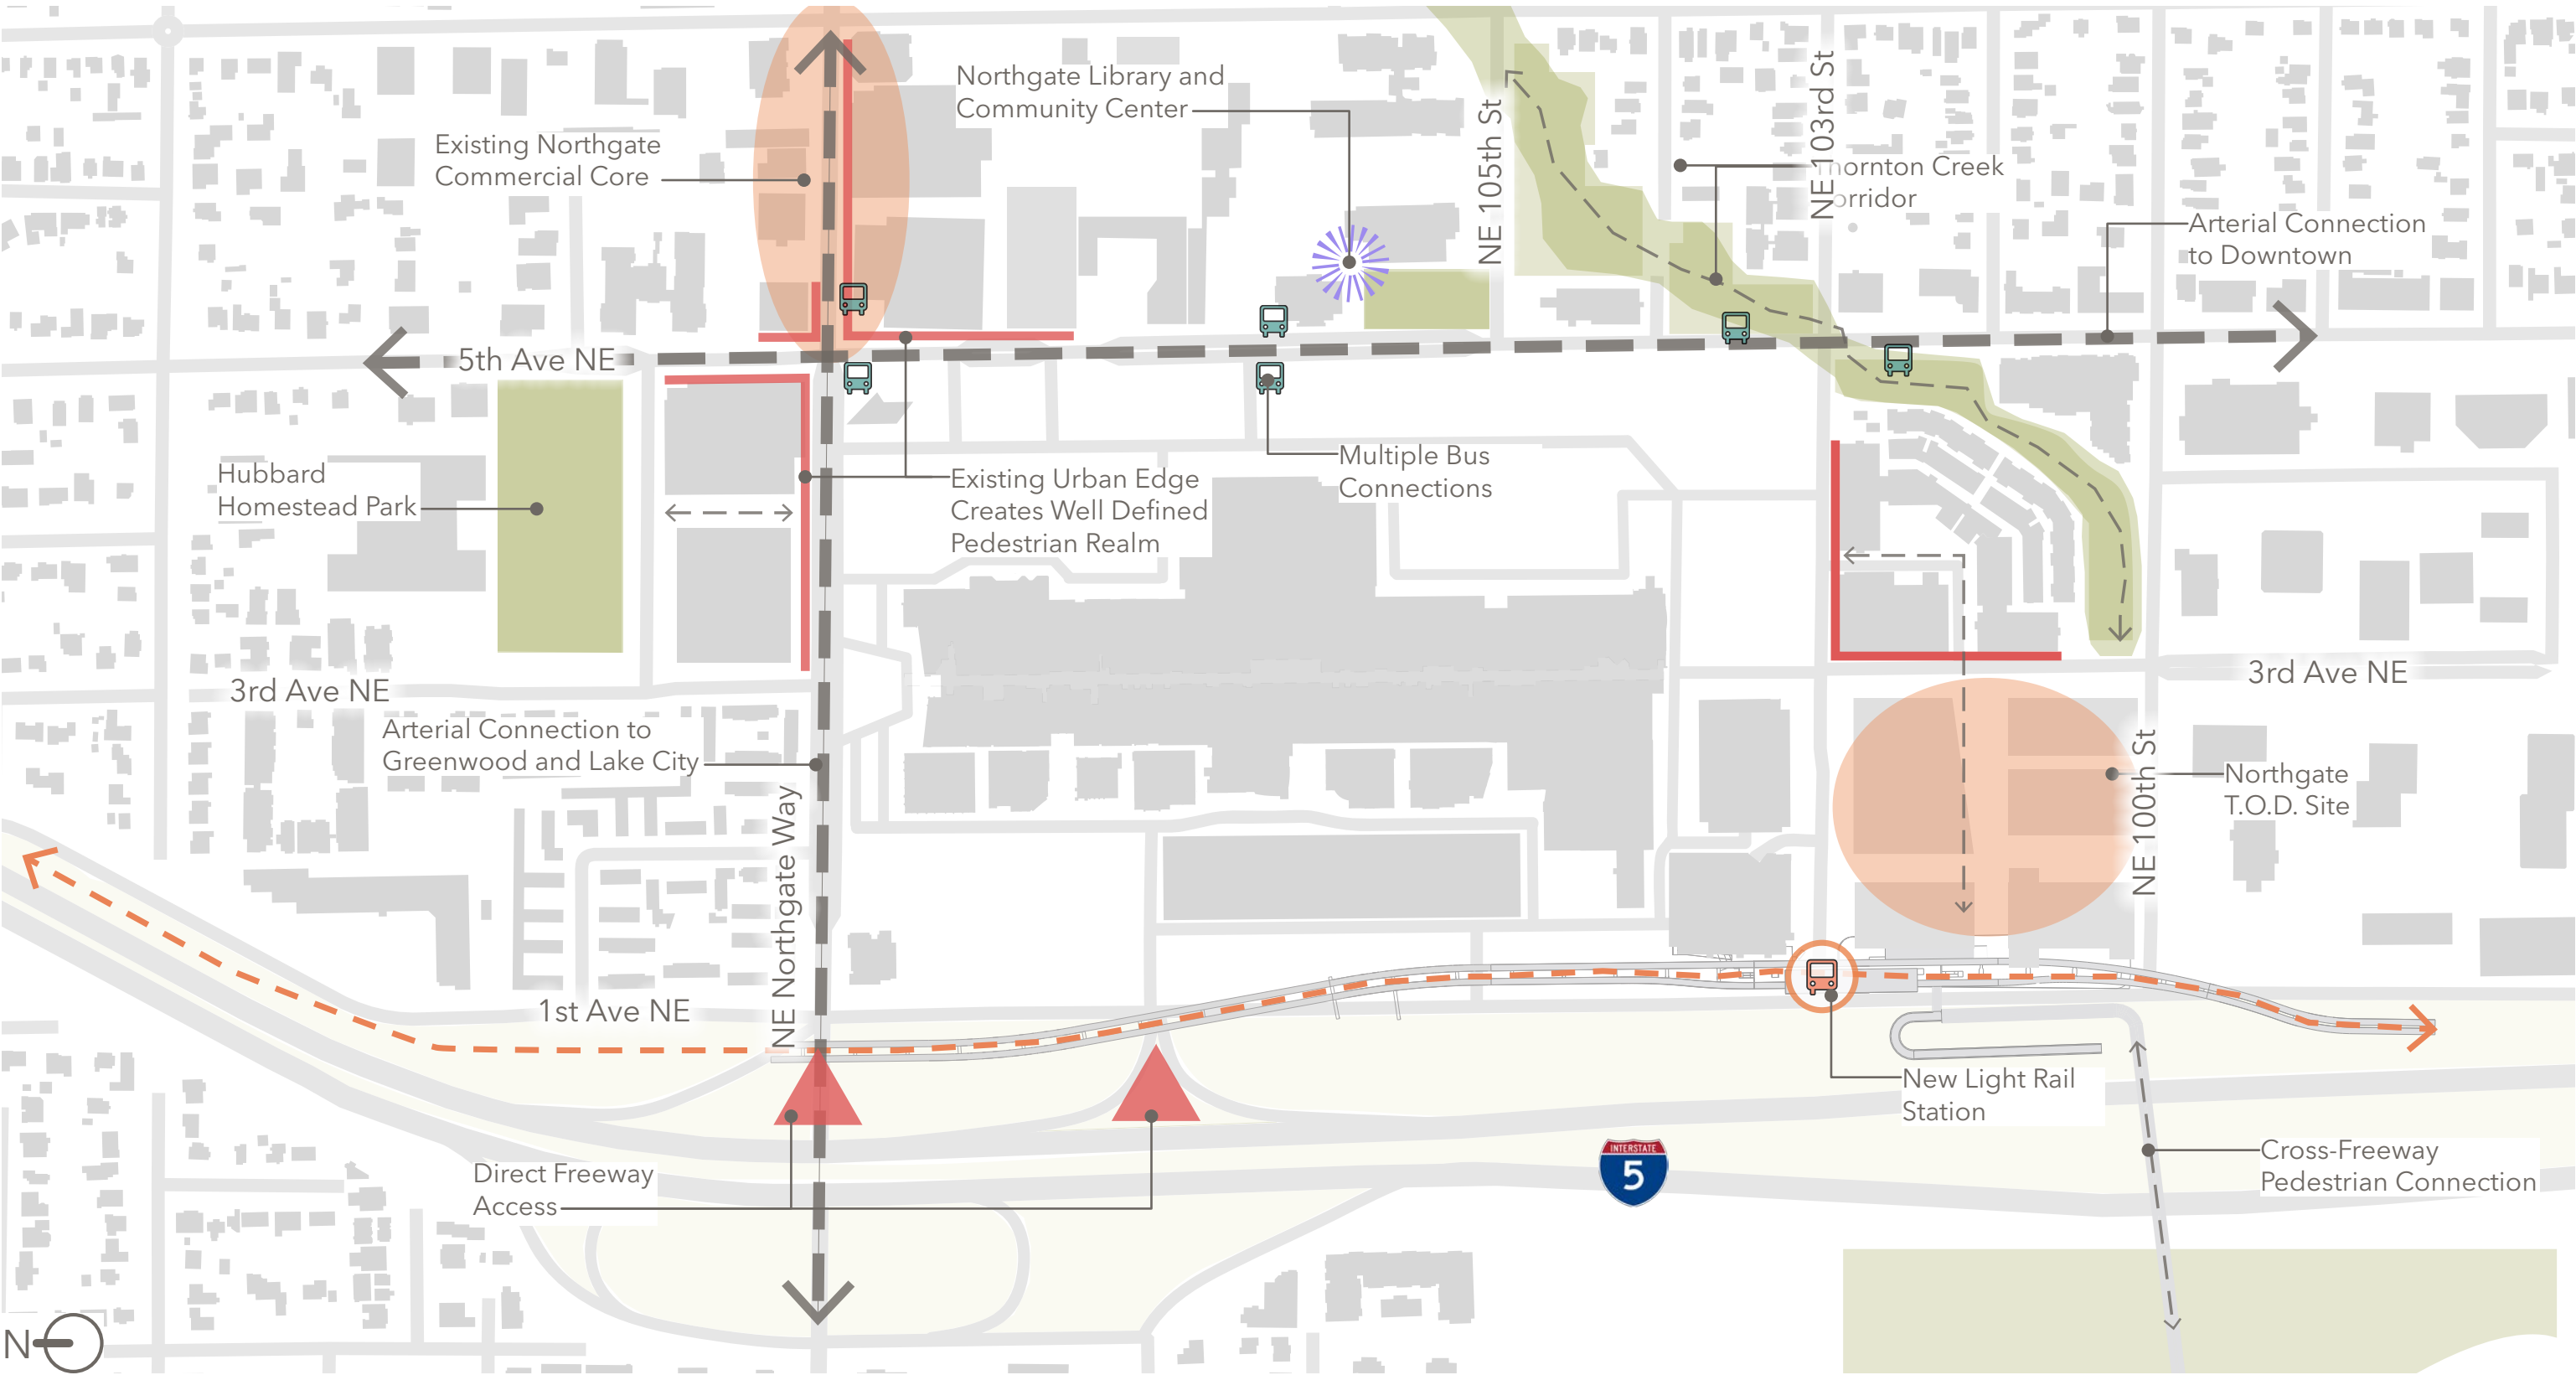 Northgate Library and
Community Center
Existing Northgate
Commercial Core
NE 105th St
NE 103rd St
hornton Creek
orridor
Arterial Connection
to Downtown
5th Ave NE
Hubbard
Homestead Park
Existing Urban Edge
Creates Well Defined
Pedestrian Realm
Multiple Bus
Connections
3rd Ave NE
3rd Ave NE
Arterial Connection to
Greenwood and Lake City
NE Northgate Way
NE 100th St
Northgate
T.O.D. Site
1st Ave NE
New Light Rail
Station
Direct Freeway
Access
INTERSTATE
5
Cross-Freeway
Pedestrian Connection
N